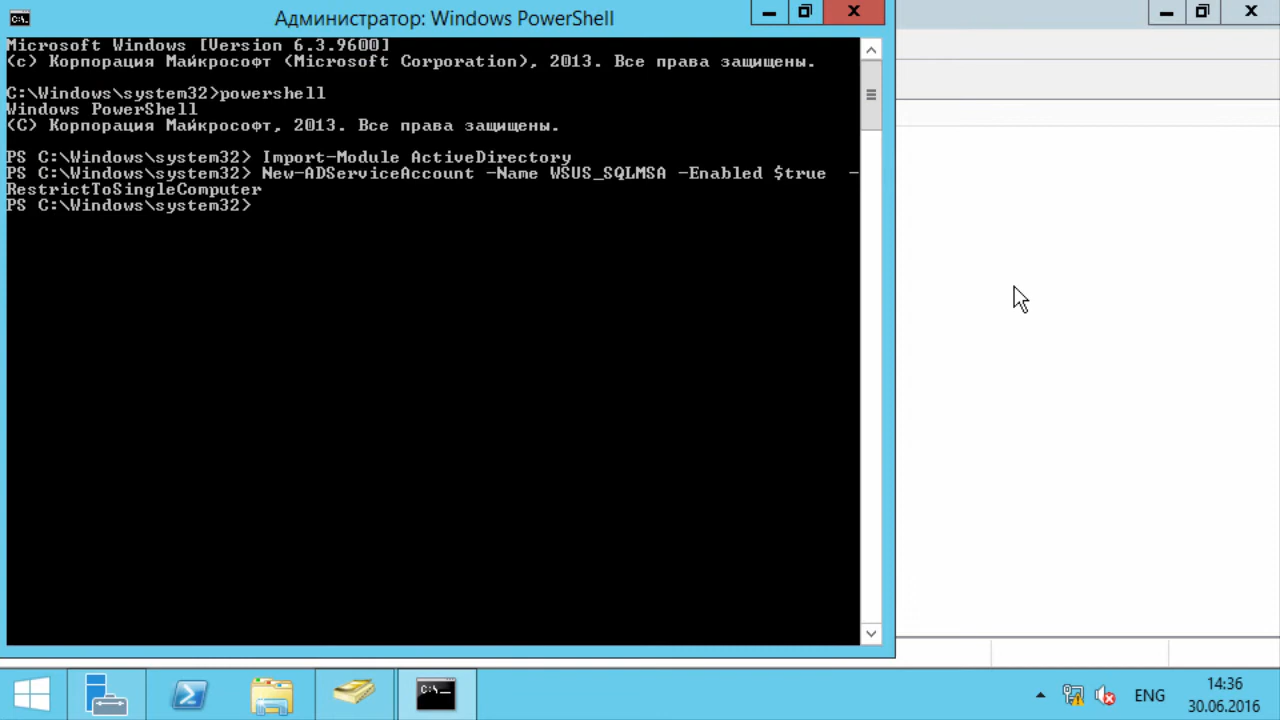 Администратор: Windows PowerShell
Microsoft Windows [Version 6.3.9600]
(c) Корпорация Майкрософт (Microsoft Corporation), 2013. Все права защищены.
C:\Windows\system32>powershell
Windows PowerShell
(C) Корпорация Майкрософт, 2013. Все права защищены.
PS C:\Windows\system32> Import-Module ActiveDirectory
PS C:\Windows\system32> New-ADServiceAccount -Name WSUS_SQLMSA -Enabled $true  -
RestrictToSingleComputer
PS C:\Windows\system32>
ENG
14:36
30.06.2016